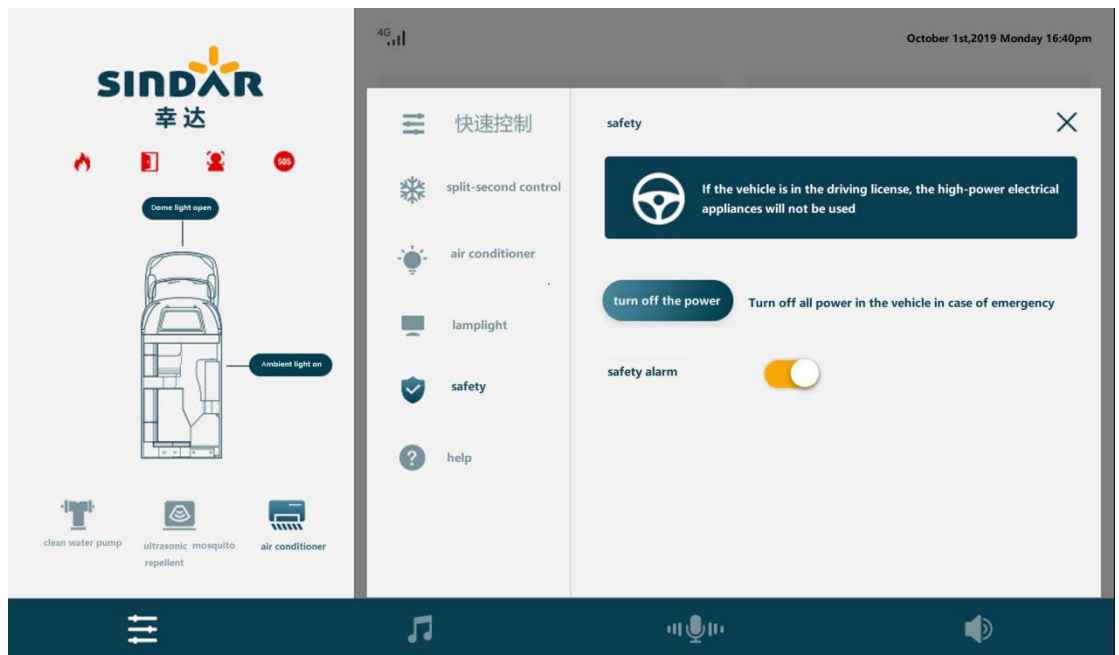 SINDAR
幸达
SOS
Dome light open
Ambient light on
clean water pump
ultrasonic mosquito
repellent
air conditioner
4G
October 1st,2019 Monday 16:40pm
快速控制
split-second control
air conditioner
lamplight
safety
help
safety
If the vehicle is in the driving license, the high-power electrical
appliances will not be used
turn off the power
Turn off all power in the vehicle in case of emergency
safety alarm